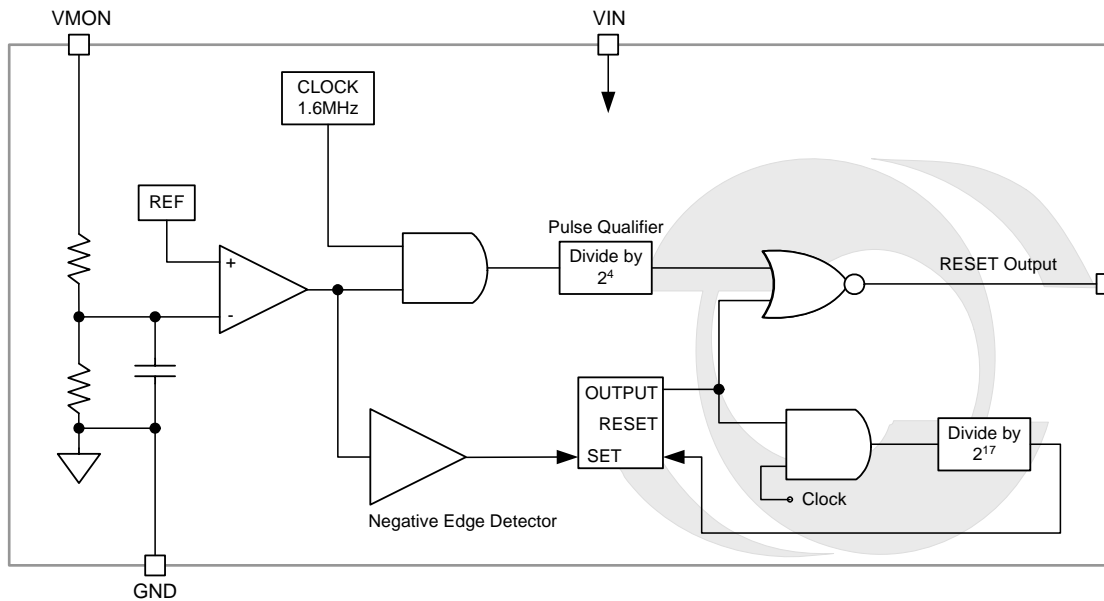 VMON
VIN
CLOCK
1.6MHz
REF
+
-
Pulse Qualifier
Divide by
2⁴
RESET Output
OUTPUT
RESET
SET
Divide by
2¹⁷
Clock
Negative Edge Detector
GND